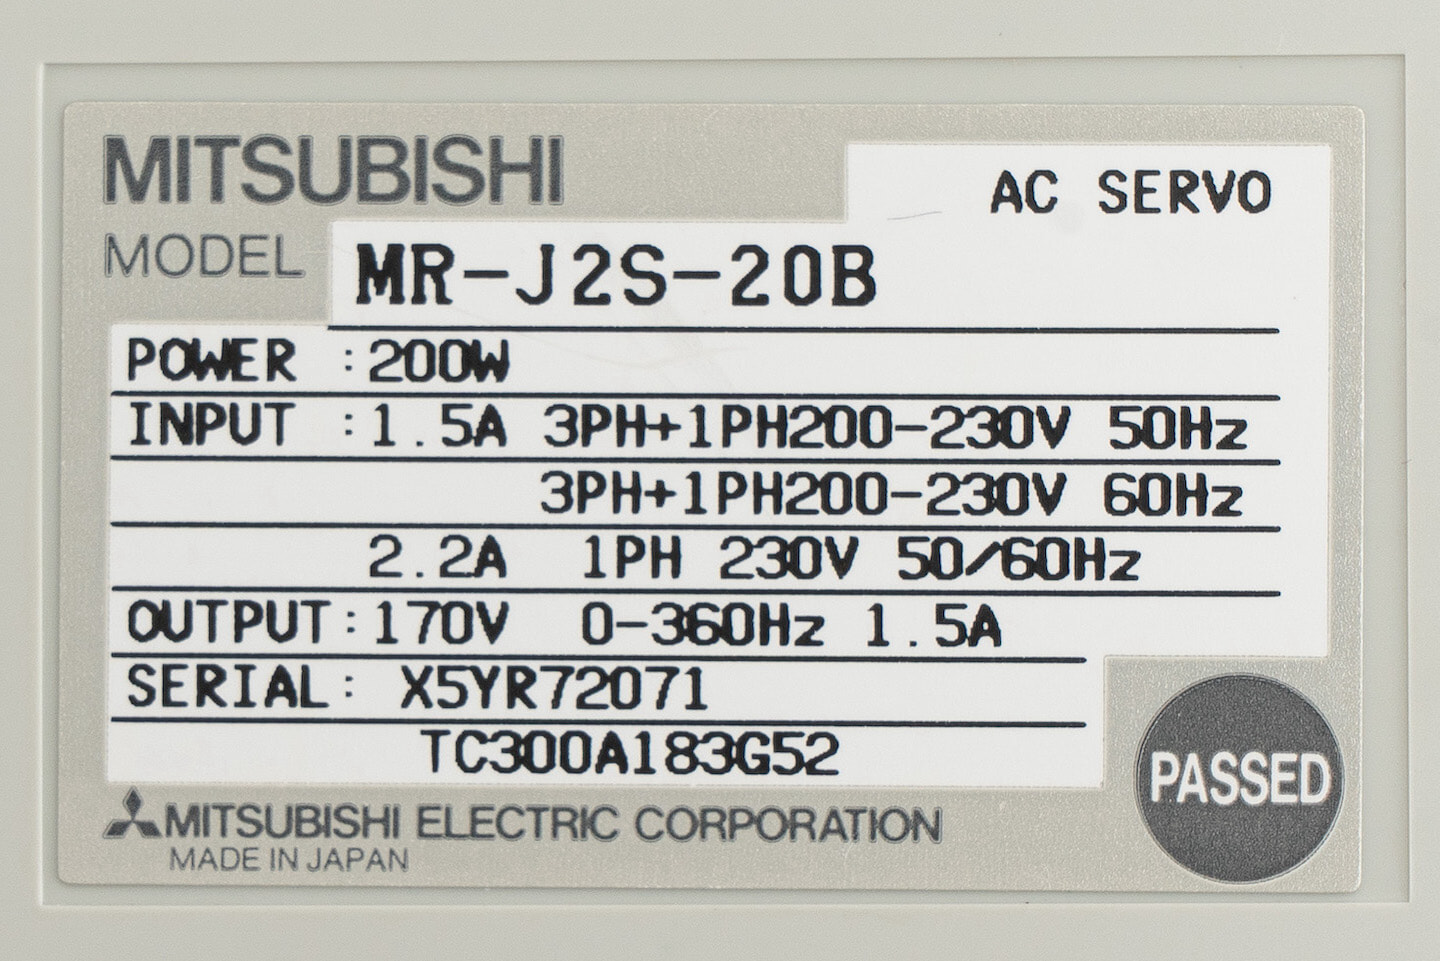 MITSUBISHI
AC SERVO
MODEL MR-J2S-20B
POWER :200W
INPUT :1.5A 3PH+1PH200-230V 50Hz
3PH+1PH200-230V 60Hz
2.2A 1PH 230V 50/60Hz
OUTPUT:170V 0-360Hz 1.5A
SERIAL: X5YR72071
TC300A183G52
PASSED
MITSUBISHI ELECTRIC CORPORATION
MADE IN JAPAN